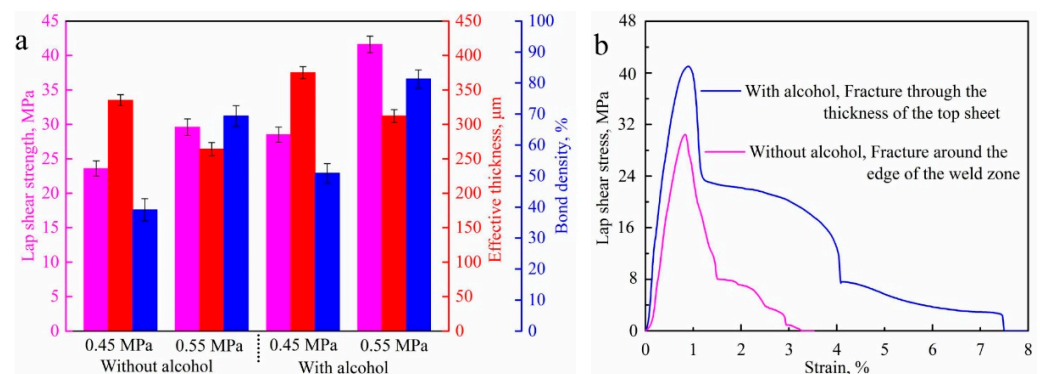 a
45
40
35
30
25
20
15
10
5
0
Lap shear strength, MPa
450
400
350
300
250
200
150
100
50
0
Effective thickness, μm
100
90
80
70
60
50
40
30
20
10
0
Bond density, %
0.45 MPa 0.55 MPa 0.45 MPa 0.55 MPa
Without alcohol With alcohol
b
48
40
32
24
16
8
0
Lap shear stress, MPa
With alcohol, Fracture through the
thickness of the top sheet
Without alcohol, Fracture around the
edge of the weld zone
0 1 2 3 4 5 6 7 8
Strain, %